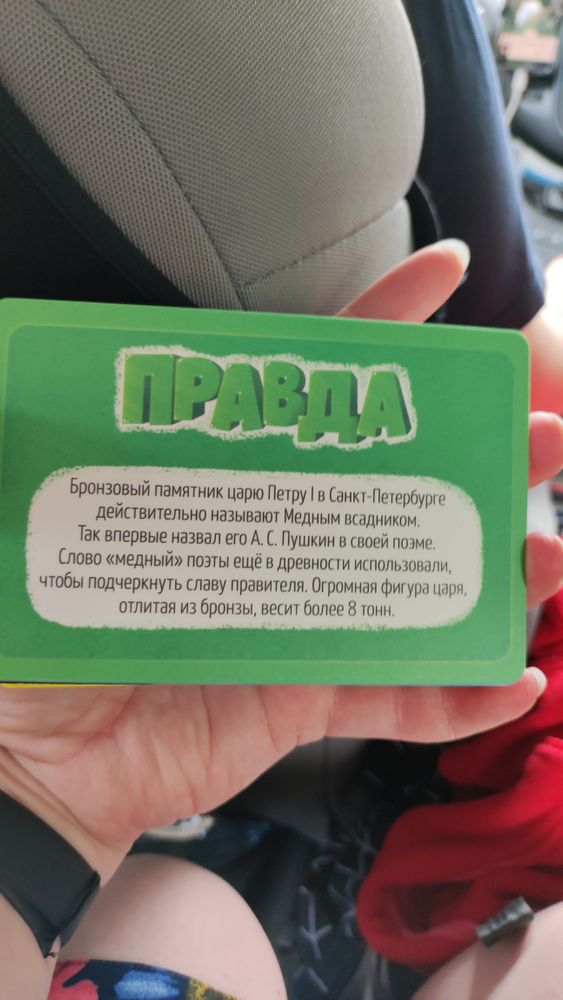 ПРАВДА
Бронзовый памятник царю Петру I в Санкт-Петербурге
действительно называют Медным всадником.
Так впервые назвал его А. С. Пушкин в своей поэме.
Слово «медный» поэты ещё в древности использовали,
чтобы подчеркнуть славу правителя. Огромная фигура царя,
отлитая из бронзы, весит более 8 тонн.